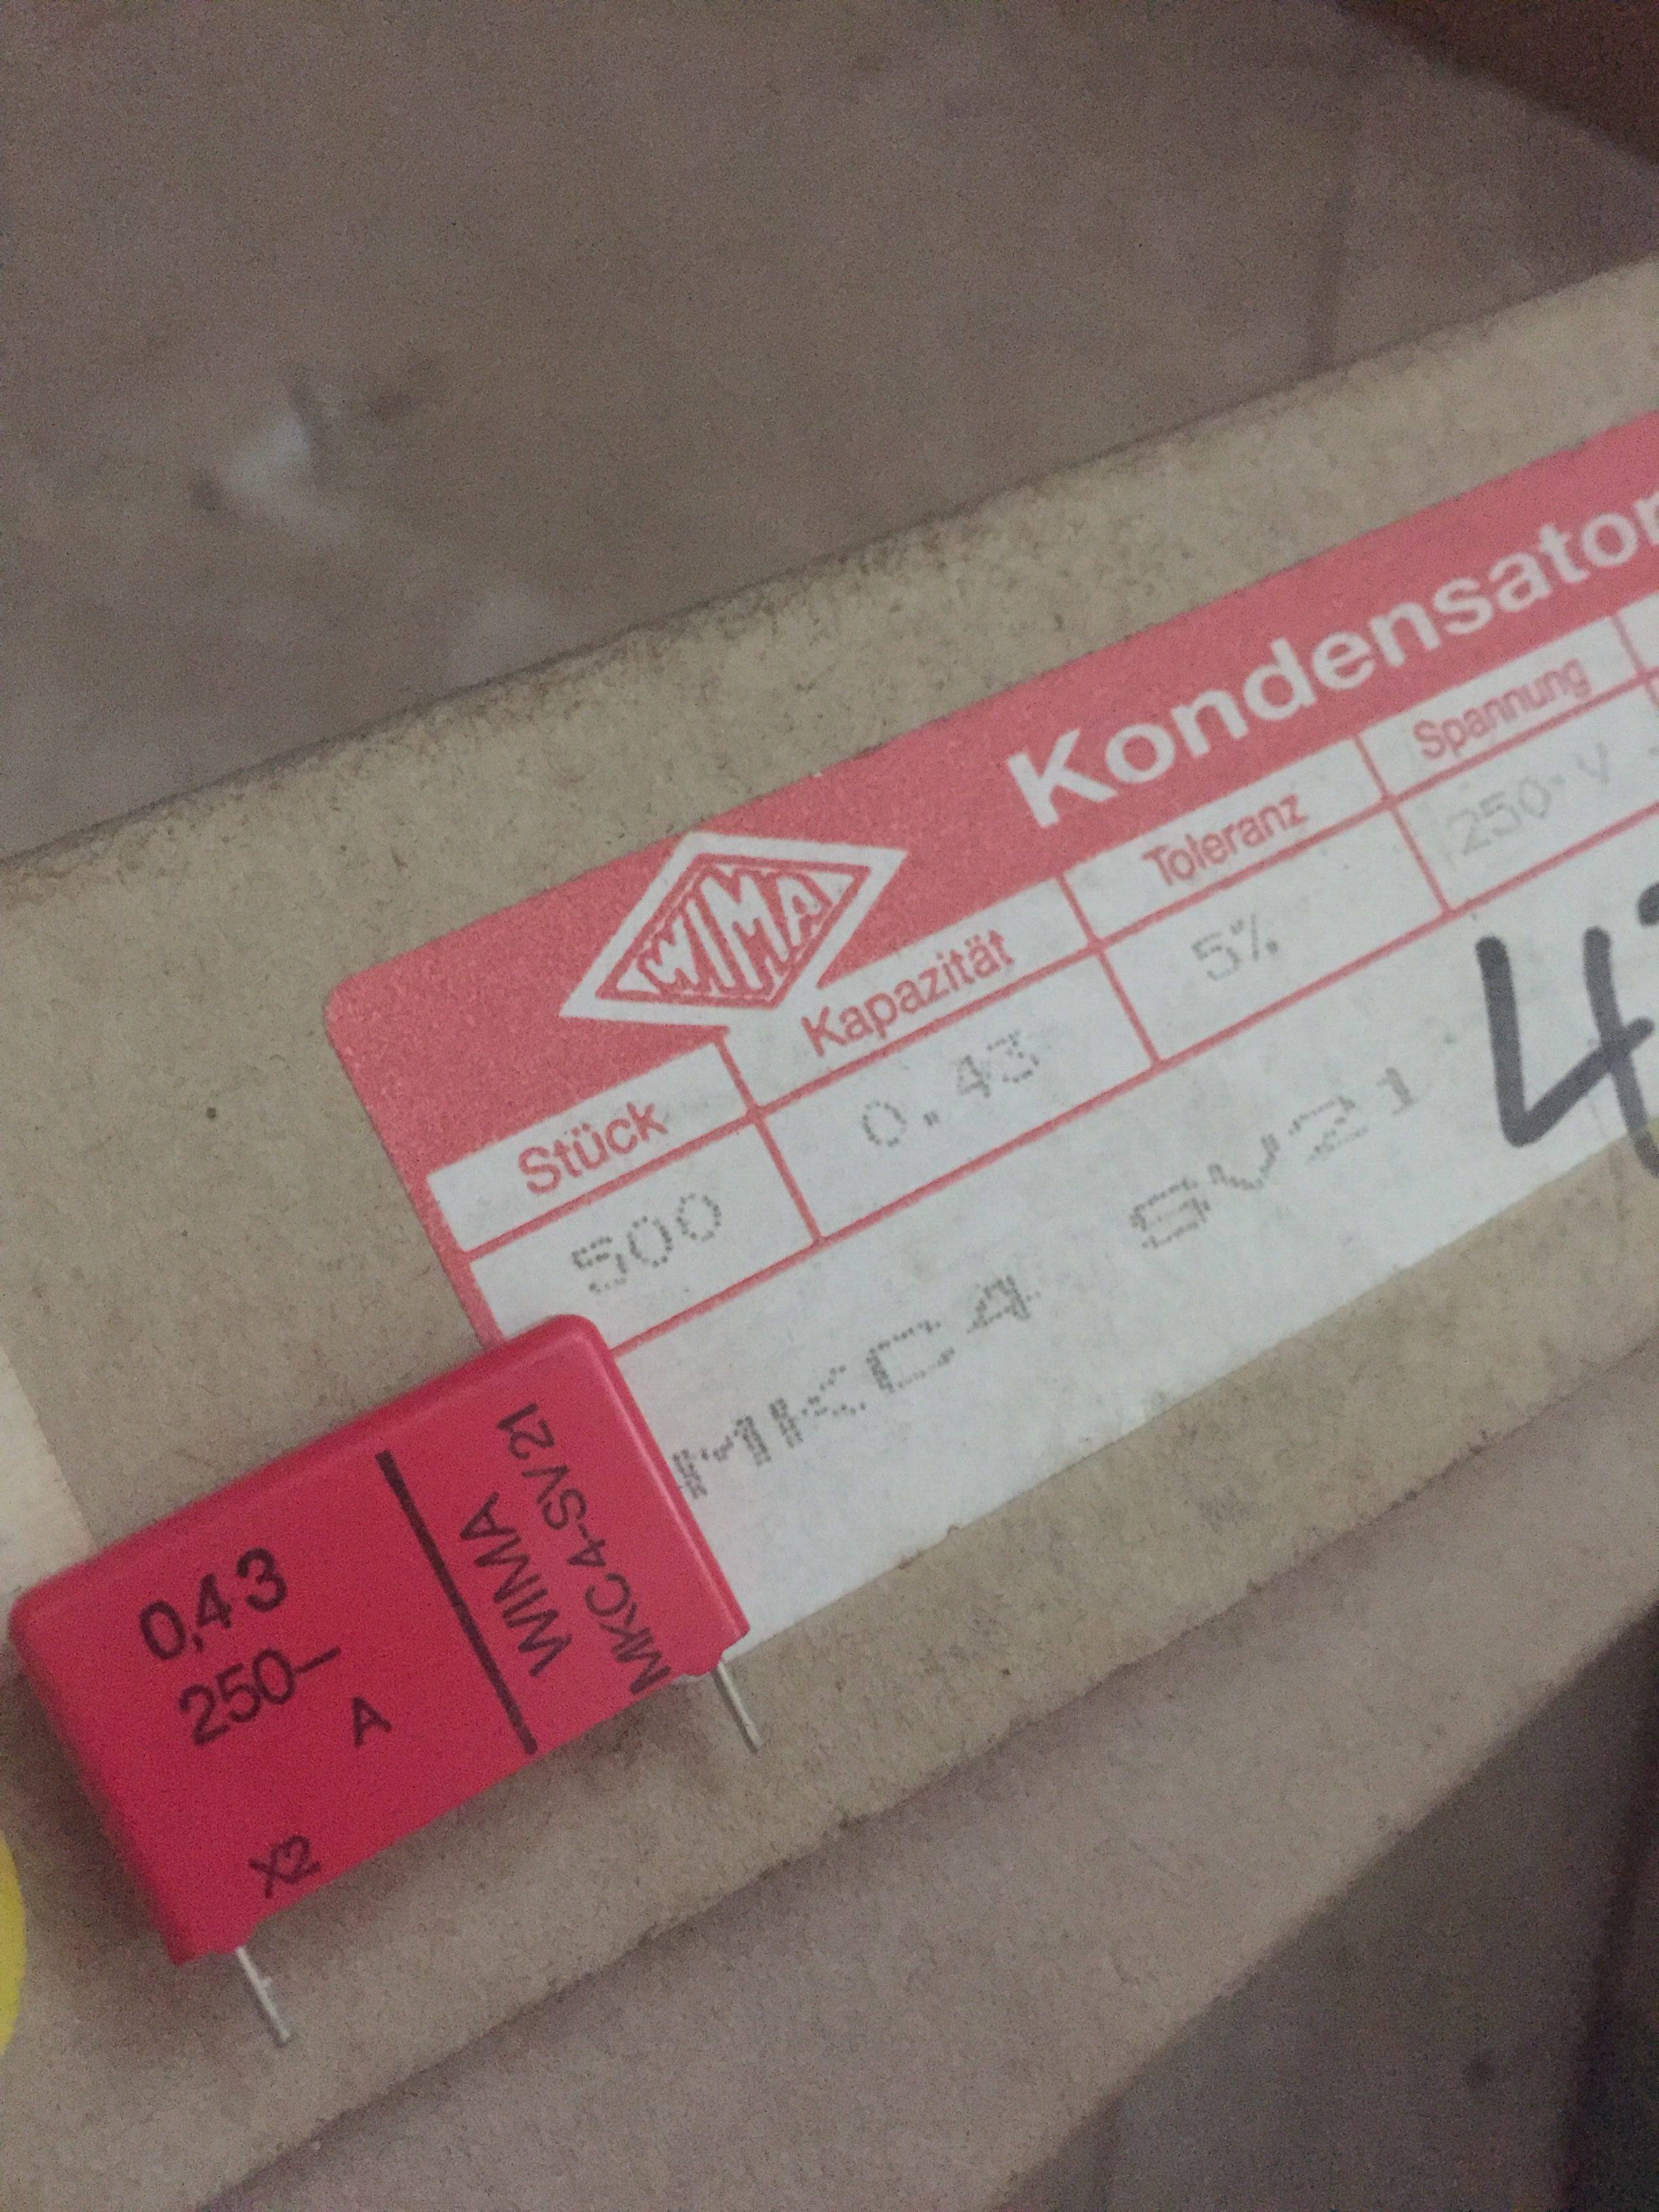 WIMA
Kondensator
Stück Kapazität Toleranz Spannung
500 0.43 5% 250-V
MKC4 SV21
0,43
250–
A
X2
WIMA
MKC4-SV21